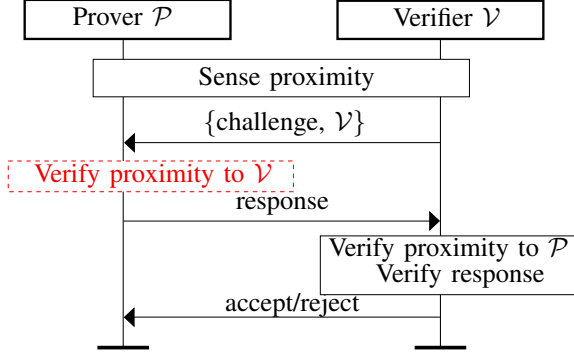 Prover 𝒫
Verifier 𝒱
Sense proximity
{challenge, 𝒱}
Verify proximity to 𝒱
response
Verify proximity to 𝒫
Verify response
accept/reject